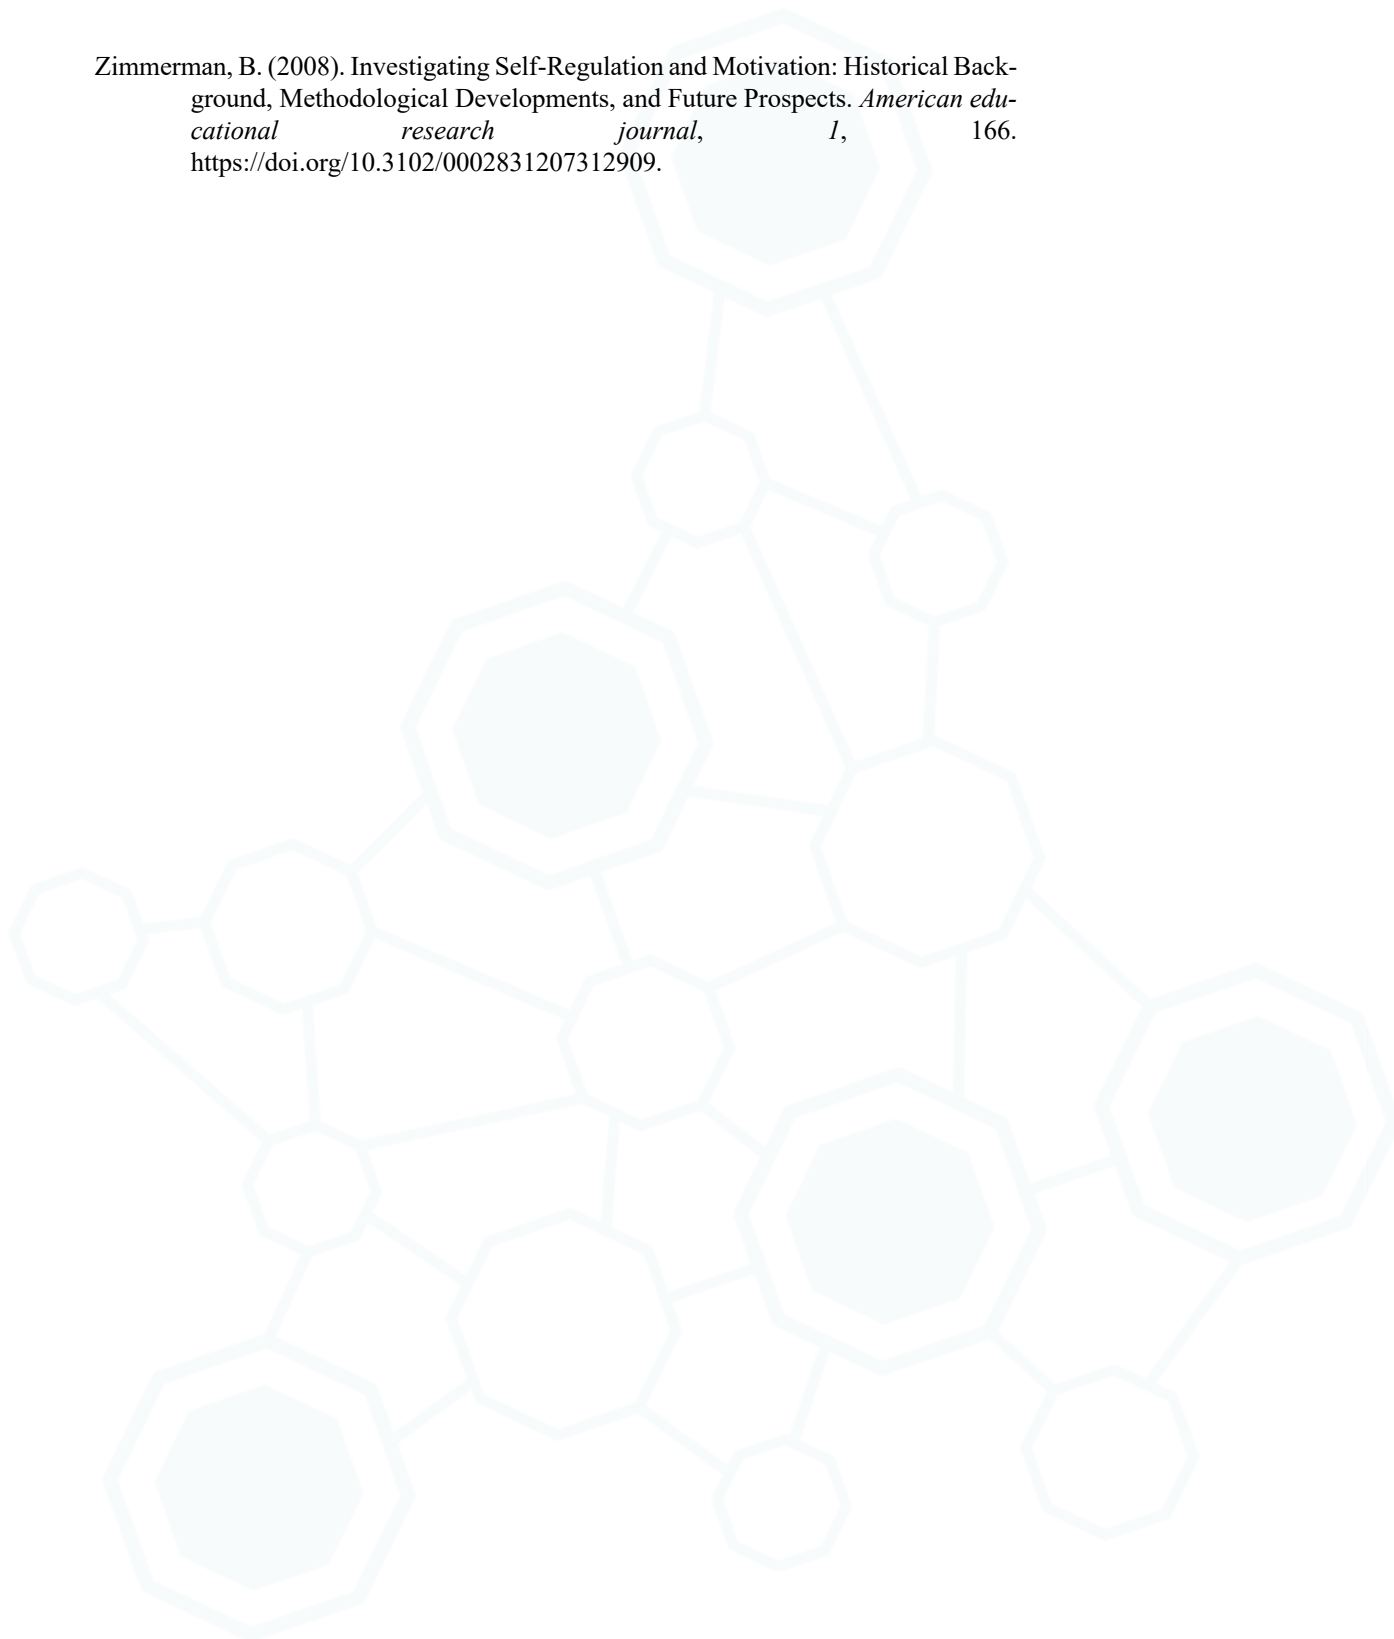 Zimmerman, B. (2008). Investigating Self-Regulation and Motivation: Historical Back-
ground, Methodological Developments, and Future Prospects. American edu-
cational research journal, 1, 166.
https://doi.org/10.3102/0002831207312909.